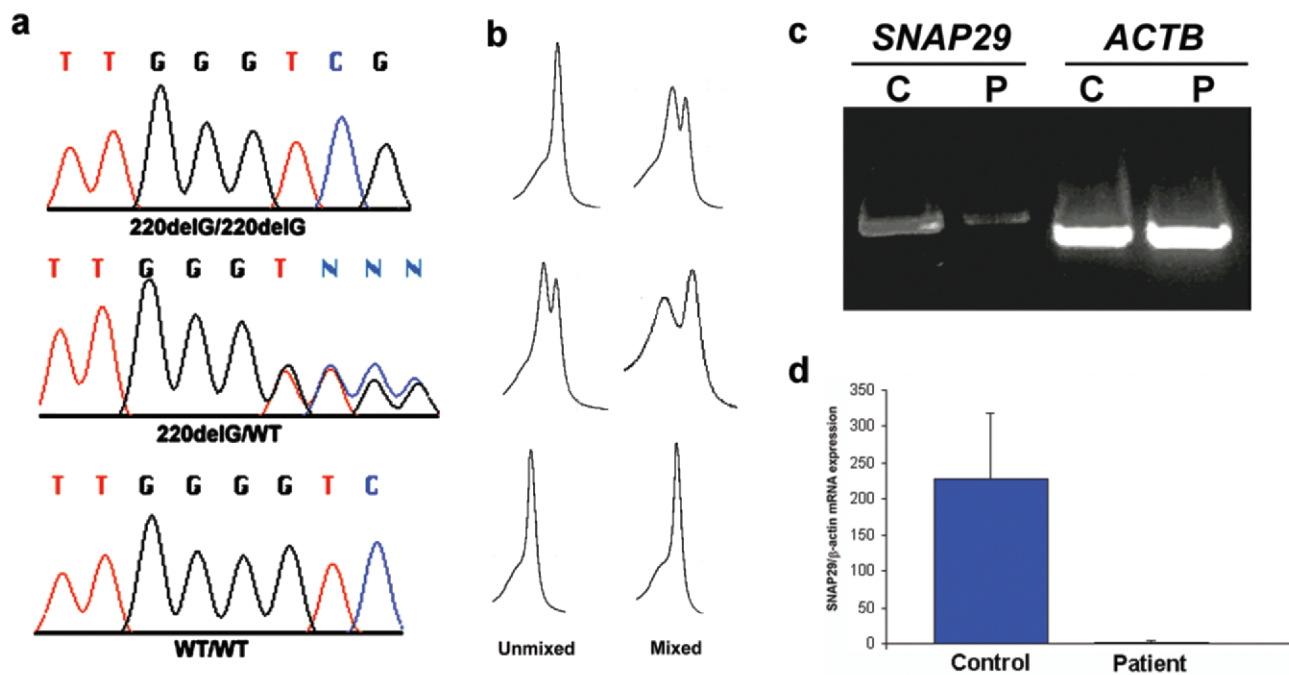 a
T T G G G T C G
220delG/220delG
T T G G G T N N N
220delG/WT
T T G G G G T C
WT/WT
b
Unmixed Mixed
c
SNAP29 ACTB
C P C P
d
SNAP29/β-actin mRNA expression
350
300
250
200
150
100
50
0
Control Patient